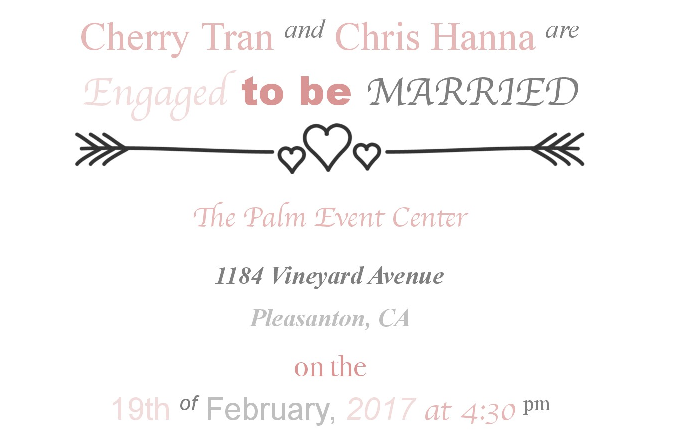 Cherry Tran and Chris Hanna are
Engaged to be MARRIED
The Palm Event Center
1184 Vineyard Avenue
Pleasanton, CA
on the
19th of February, 2017 at 4:30 pm